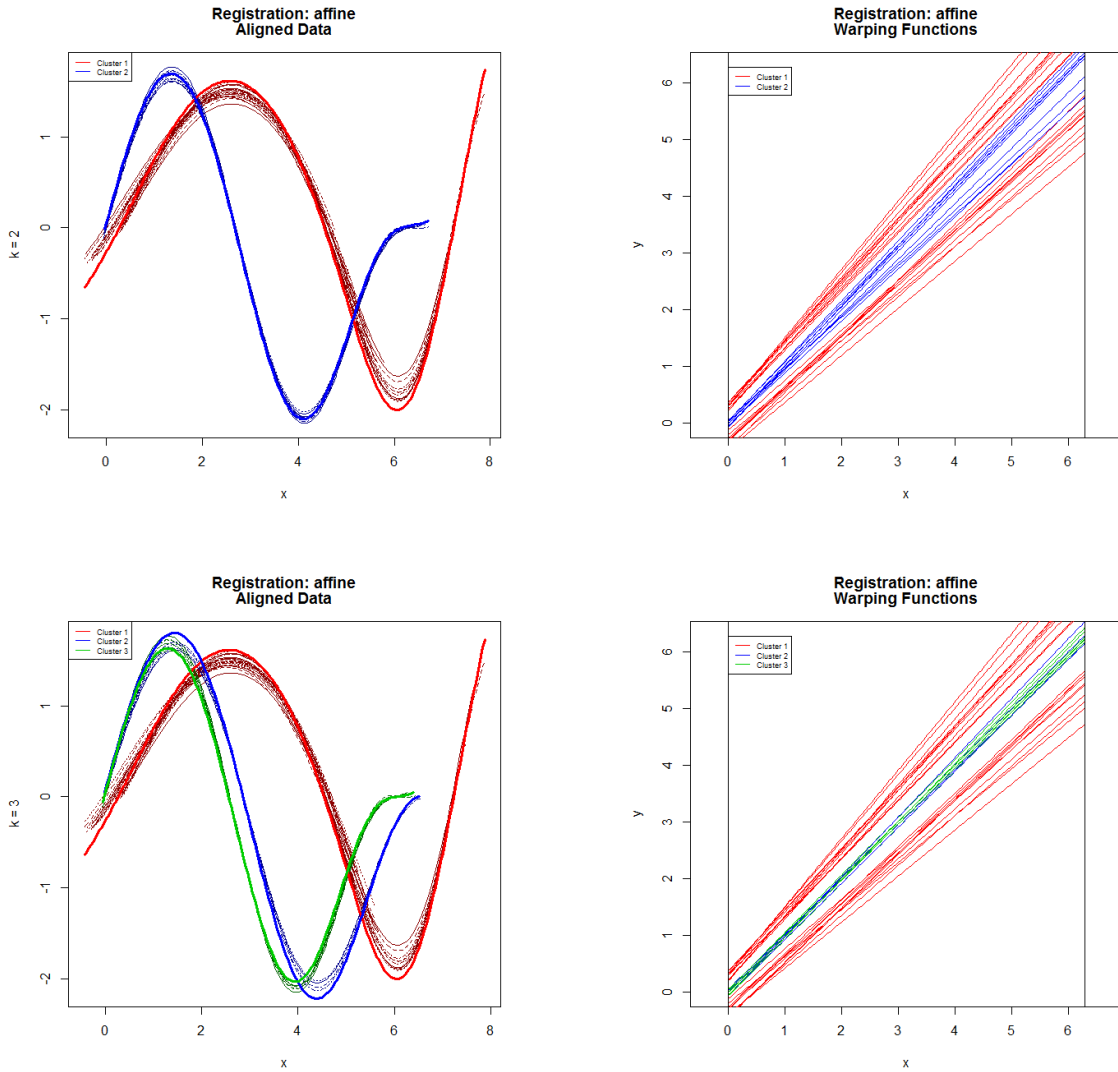 Registration: affine
Aligned Data
Cluster 1
Cluster 2
k = 2
1
0
-1
-2
0
2
4
6
8
x
Registration: affine
Warping Functions
Cluster 1
Cluster 2
y
6
5
4
3
2
1
0
0
1
2
3
4
5
6
x
Registration: affine
Aligned Data
Cluster 1
Cluster 2
Cluster 3
k = 3
1
0
-1
-2
0
2
4
6
8
x
Registration: affine
Warping Functions
Cluster 1
Cluster 2
Cluster 3
y
6
5
4
3
2
1
0
0
1
2
3
4
5
6
x